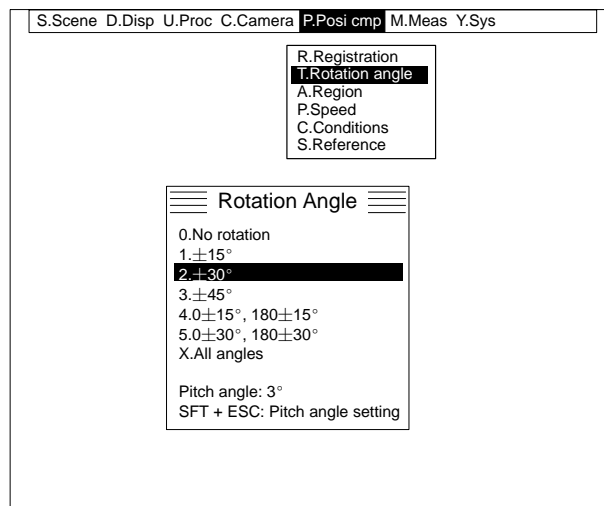 S.Scene D.Disp U.Proc C.Camera P.Posi cmp M.Meas Y.Sys
R.Registration
T.Rotation angle
A.Region
P.Speed
C.Conditions
S.Reference
Rotation Angle
0.No rotation
1.±15°
2.±30°
3.±45°
4.0±15°, 180±15°
5.0±30°, 180±30°
X.All angles
Pitch angle: 3°
SFT + ESC: Pitch angle setting